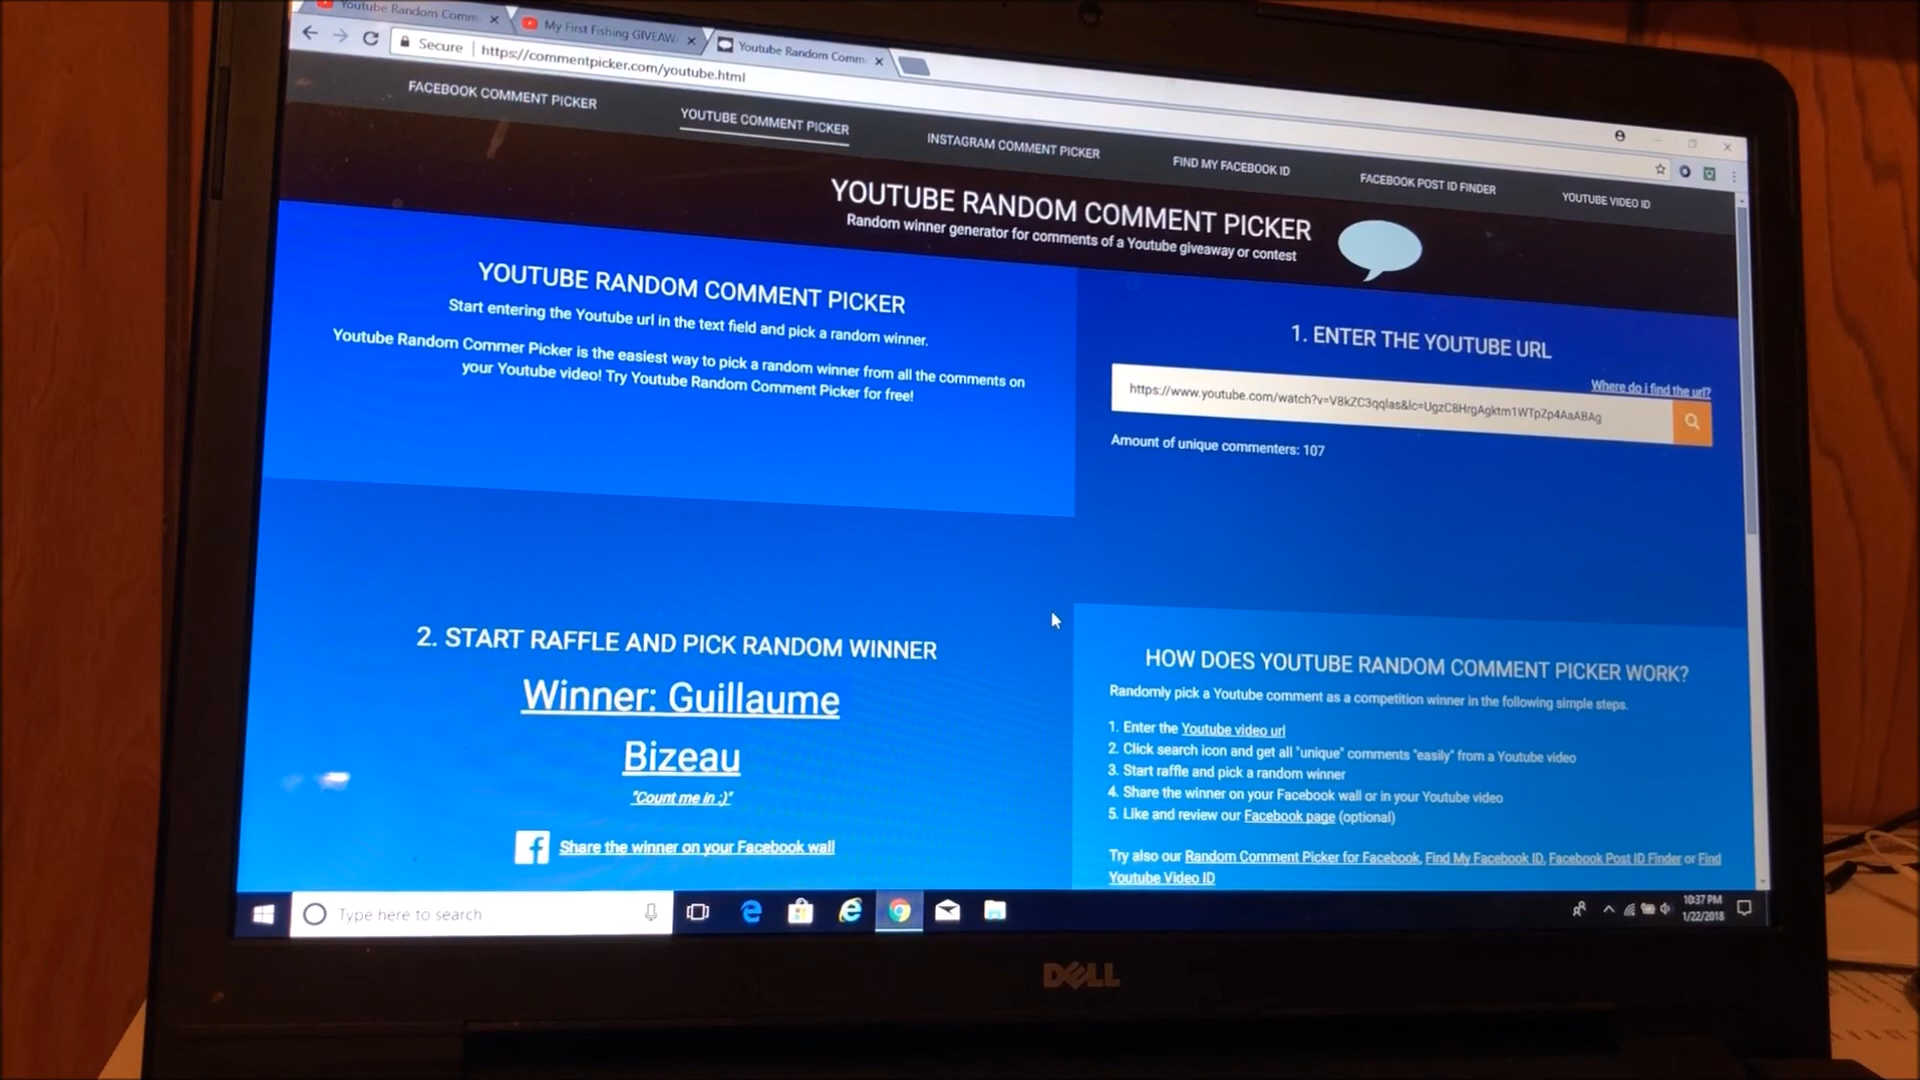 Youtube Random Comm
My First Fishing GIVEAW
Youtube Random Comm
Secure
https://commentpicker.com/youtube.html
FACEBOOK COMMENT PICKER
YOUTUBE COMMENT PICKER
INSTAGRAM COMMENT PICKER
FIND MY FACEBOOK ID
FACEBOOK POST ID FINDER
YOUTUBE VIDEO ID
YOUTUBE RANDOM COMMENT PICKER
Random winner generator for comments of a Youtube giveaway or contest
YOUTUBE RANDOM COMMENT PICKER
Start entering the Youtube url in the text field and pick a random winner.
Youtube Random Commer Picker is the easiest way to pick a random winner from all the comments on
your Youtube video! Try Youtube Random Comment Picker for free!
1. ENTER THE YOUTUBE URL
Where do i find the url?
https://www.youtube.com/watch?v=V8kZC3qqlas&lc=UgzC8HrgAgktm1WTpZp4AaABAg
Amount of unique commenters: 107
2. START RAFFLE AND PICK RANDOM WINNER
Winner: Guillaume
Bizeau
"Count me in ;)"
Share the winner on your Facebook wall
HOW DOES YOUTUBE RANDOM COMMENT PICKER WORK?
Randomly pick a Youtube comment as a competition winner in the following simple steps.
1. Enter the Youtube video url
2. Click search icon and get all "unique" comments "easily" from a Youtube video
3. Start raffle and pick a random winner
4. Share the winner on your Facebook wall or in your Youtube video
5. Like and review our Facebook page (optional)
Try also our Random Comment Picker for Facebook, Find My Facebook ID, Facebook Post ID Finder or Find
Youtube Video ID
Type here to search
10:37 PM
1/22/2018
DELL